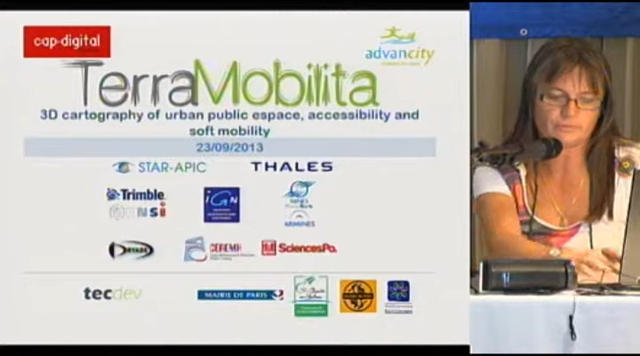 cap-digital
advancity
TerraMobilita
3D cartography of urban public espace, accessibility and
soft mobility
23/09/2013
STAR-APIC
THALES
Trimble
iGN
ARMINES
CEREMH
SciencesPo.
tecdev
MAIRIE DE PARIS